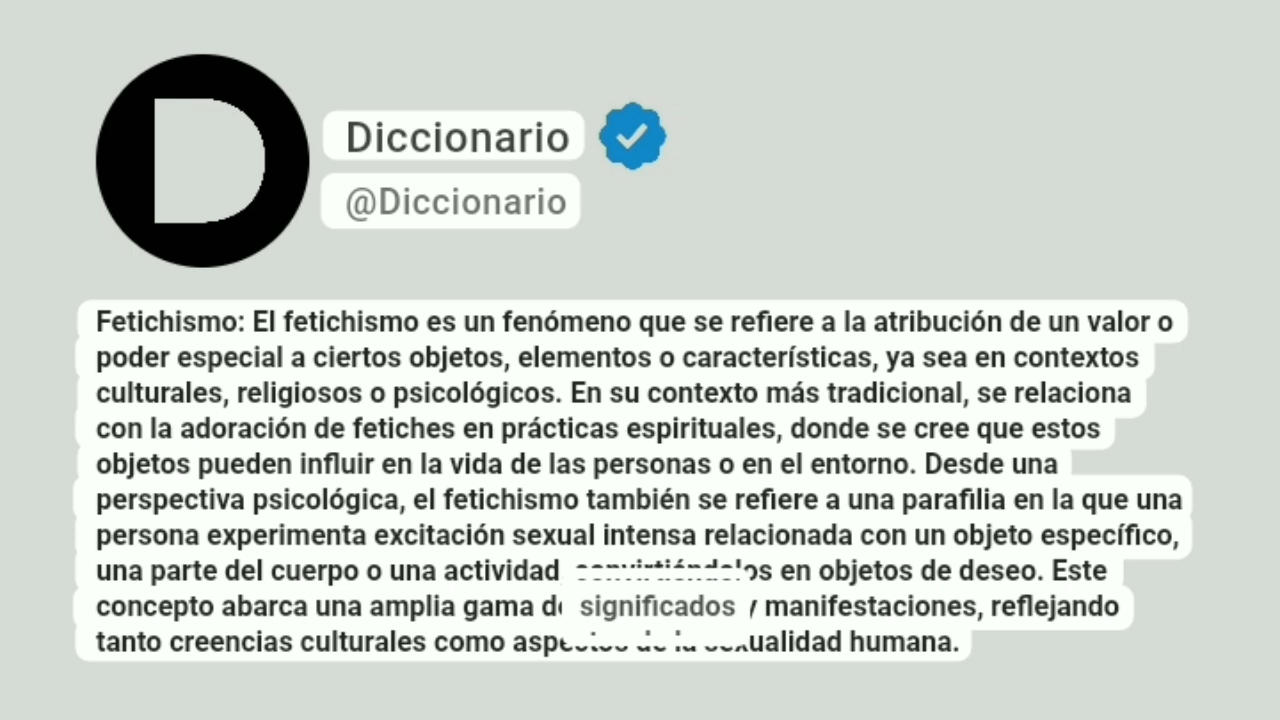 D
Diccionario
@Diccionario
Fetichismo: El fetichismo es un fenómeno que se refiere a la atribución de un valor o
poder especial a ciertos objetos, elementos o características, ya sea en contextos
culturales, religiosos o psicológicos. En su contexto más tradicional, se relaciona
con la adoración de fetiches en prácticas espirituales, donde se cree que estos
objetos pueden influir en la vida de las personas o en el entorno. Desde una
perspectiva psicológica, el fetichismo también se refiere a una parafilia en la que una
persona experimenta excitación sexual intensa relacionada con un objeto específico,
una parte del cuerpo o una actividad, convirtiéndolos en objetos de deseo. Este
concepto abarca una amplia gama de significados y manifestaciones, reflejando
tanto creencias culturales como aspectos de la sexualidad humana.